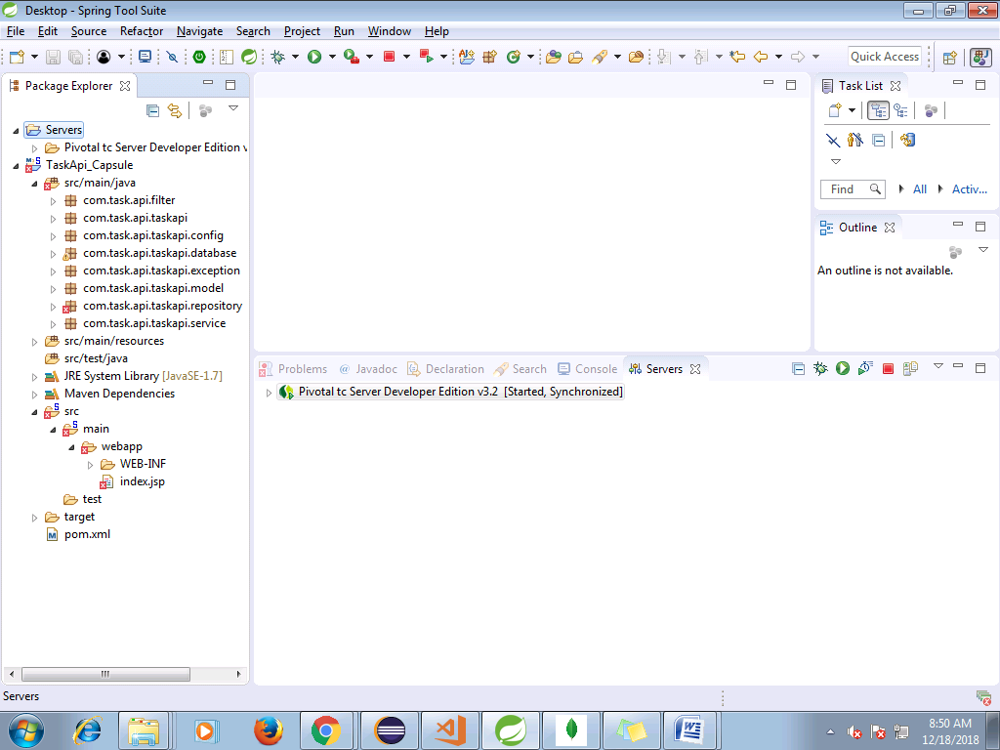 Desktop - Spring Tool Suite
File Edit Source Refactor Navigate Search Project Run Window Help
Quick Access
Package Explorer
Servers
Pivotal tc Server Developer Edition v
TaskApi_Capsule
src/main/java
com.task.api.filter
com.task.api.taskapi
com.task.api.taskapi.config
com.task.api.taskapi.database
com.task.api.taskapi.exception
com.task.api.taskapi.model
com.task.api.taskapi.repository
com.task.api.taskapi.service
src/main/resources
src/test/java
JRE System Library [JavaSE-1.7]
Maven Dependencies
src
main
webapp
WEB-INF
index.jsp
test
target
pom.xml
Task List
Find All Activ...
Outline
An outline is not available.
Problems Javadoc Declaration Search Console Servers
Pivotal tc Server Developer Edition v3.2 [Started, Synchronized]
Servers
8:50 AM
12/18/2018